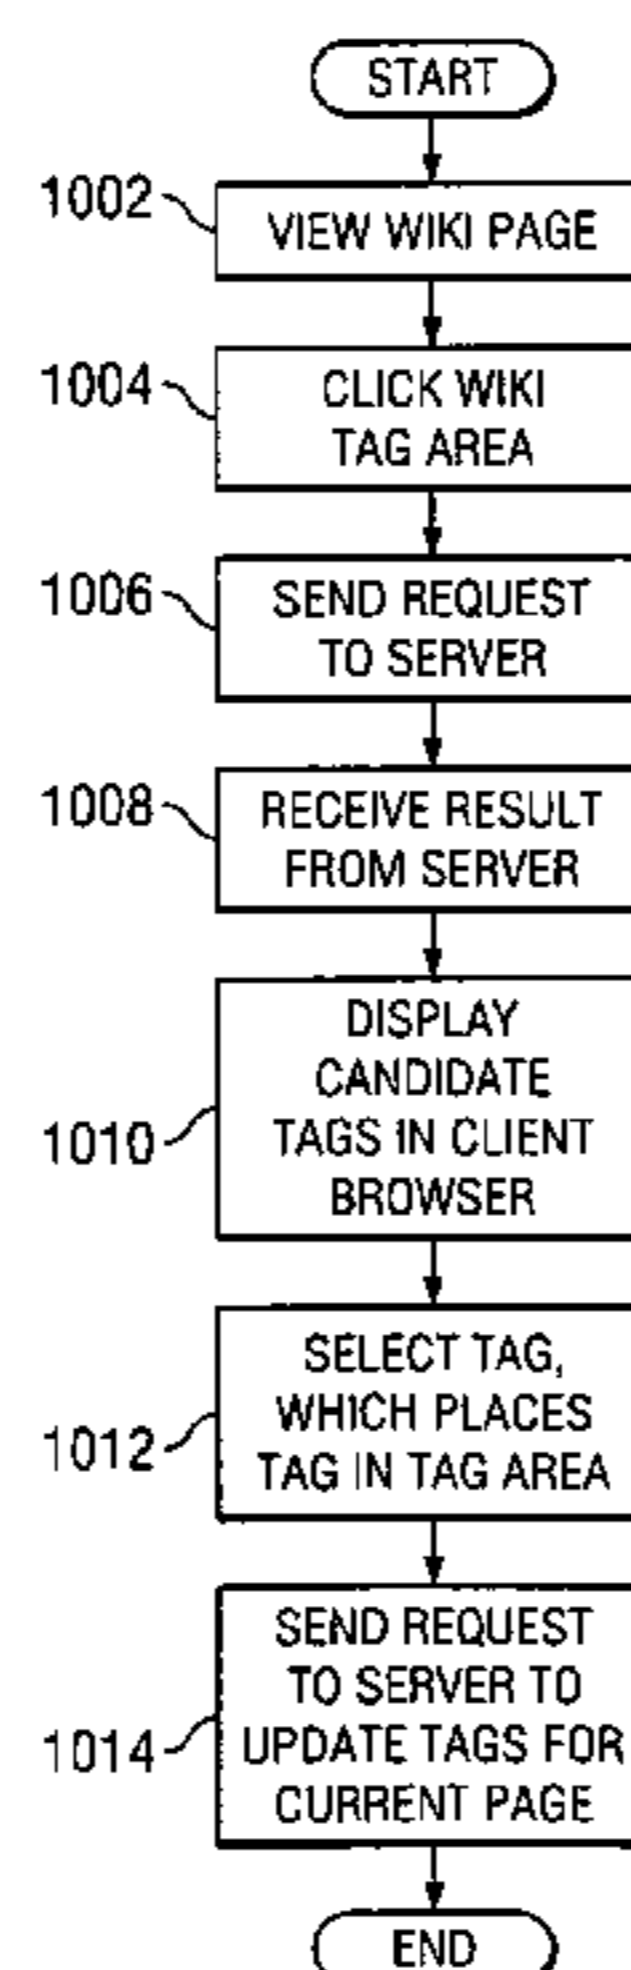 START
1002
VIEW WIKI PAGE
1004
CLICK WIKI
TAG AREA
1006
SEND REQUEST
TO SERVER
1008
RECEIVE RESULT
FROM SERVER
DISPLAY
CANDIDATE
TAGS IN CLIENT
BROWSER
1010
SELECT TAG,
WHICH PLACES
TAG IN TAG AREA
1012
SEND REQUEST
TO SERVER TO
UPDATE TAGS FOR
CURRENT PAGE
1014
END